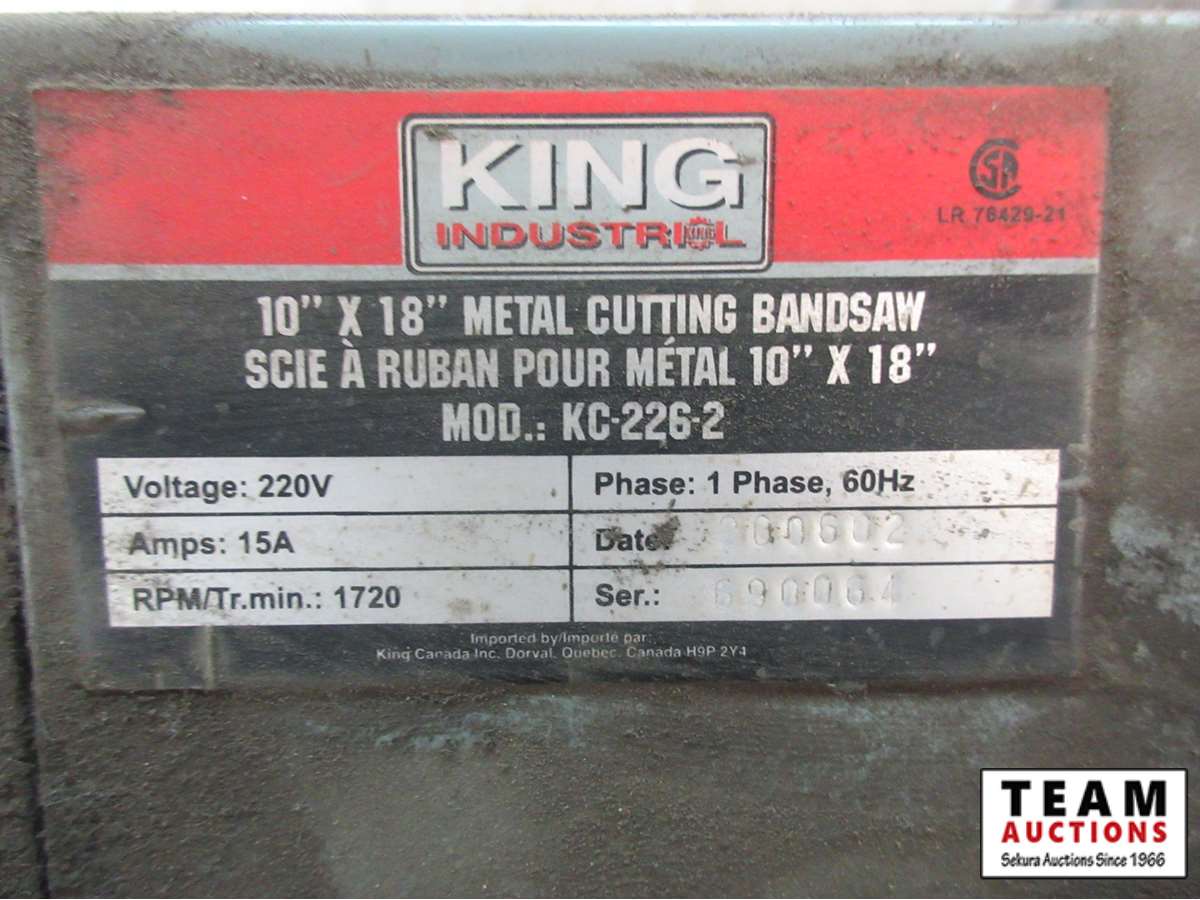 KING
INDUSTRIAL
KING
LR 76429-21
10" X 18" METAL CUTTING BANDSAW
SCIE À RUBAN POUR MÉTAL 10" X 18"
MOD.: KC-226-2
Voltage: 220V
Phase: 1 Phase, 60Hz
Amps: 15A
Date:
RPM/Tr.min.: 1720
Ser.: 690064
Imported by/Importé par:
King Canada Inc. Dorval, Quebec, Canada H9P 2Y4
TEAM
AUCTIONS
Sekura Auctions Since 1966